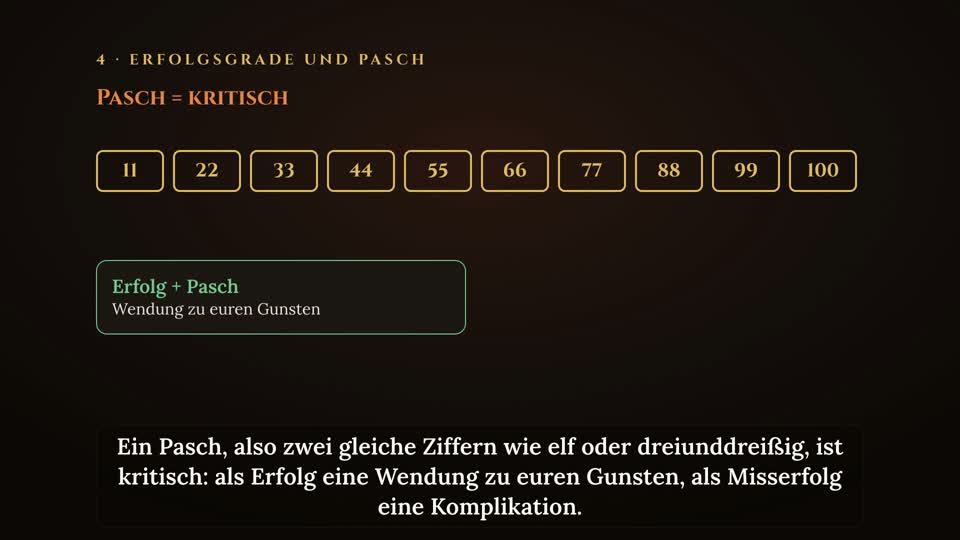 4 · ERFOLGSGRADE UND PASCH
PASCH = KRITISCH
11 22 33 44 55 66 77 88 99 100
Erfolg + Pasch
Wendung zu euren Gunsten
Ein Pasch, also zwei gleiche Ziffern wie elf oder dreiunddreißig, ist
kritisch: als Erfolg eine Wendung zu euren Gunsten, als Misserfolg
eine Komplikation.